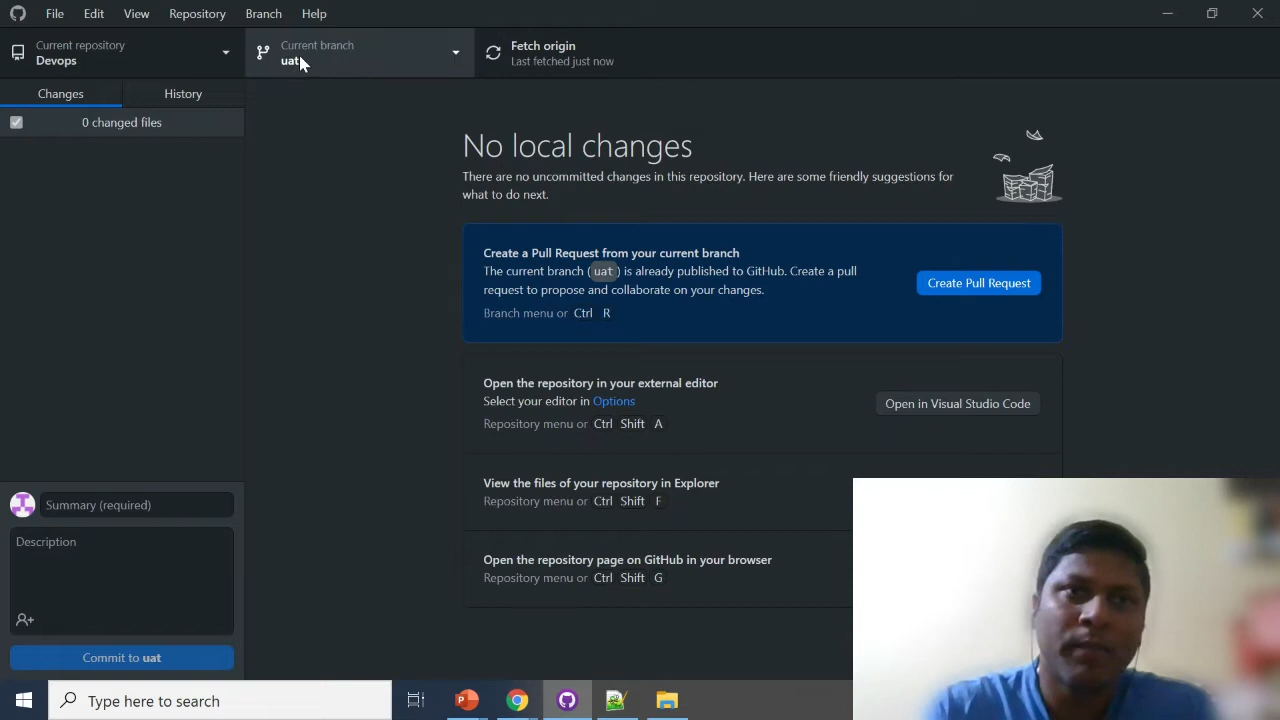 File Edit View Repository Branch Help
Current repository
Devops
Current branch
uat
Fetch origin
Last fetched just now
Changes
History
0 changed files
No local changes
There are no uncommitted changes in this repository. Here are some friendly suggestions for
what to do next.
Create a Pull Request from your current branch
The current branch ( uat ) is already published to GitHub. Create a pull
request to propose and collaborate on your changes.
Branch menu or Ctrl R
Create Pull Request
Open the repository in your external editor
Select your editor in Options
Repository menu or Ctrl Shift A
Open in Visual Studio Code
View the files of your repository in Explorer
Repository menu or Ctrl Shift F
Open the repository page on GitHub in your browser
Repository menu or Ctrl Shift G
Summary (required)
Description
Commit to uat
Type here to search